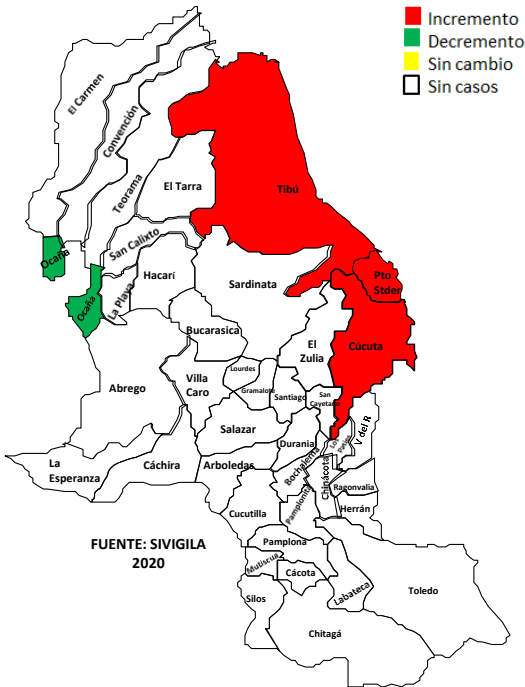 Incremento
Decremento
Sin cambio
Sin casos
El Carmen
Convención
Teorama
El Tarra
Tibú
Ocaña
San Calixto
Hacarí
La Playa
Ocaña
Sardinata
Pto
Stder
Bucarasica
El
Zulia
Cúcuta
Abrego
Villa
Caro
Lourdes
Gramalote
Santiago
San
Cayetano
Salazar
Durania
Los
Patios
V del R
La
Esperanza
Cáchira
Arboledas
Bochalema
Chinácota
Ragonvalia
Cucutilla
Pamplonita
Herrán
FUENTE: SIVIGILA
2020
Pamplona
Mutiscua
Cácota
Silos
Labateca
Toledo
Chitagá